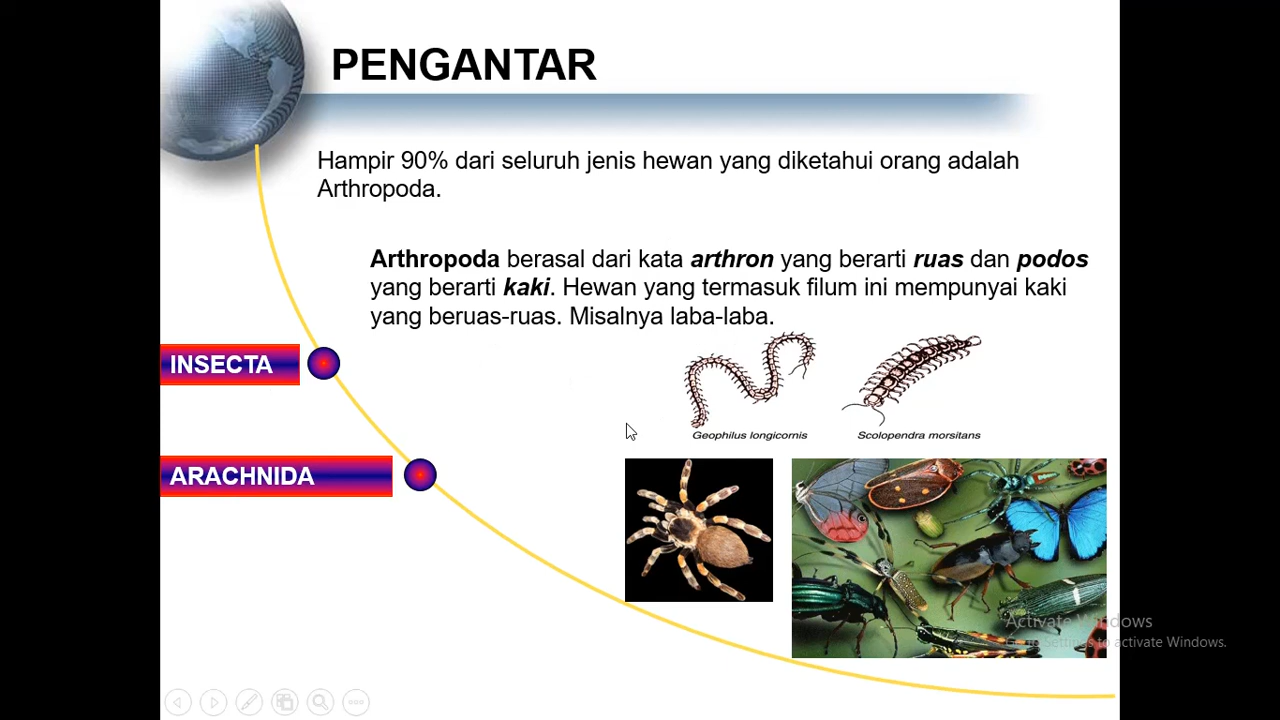 PENGANTAR
Hampir 90% dari seluruh jenis hewan yang diketahui orang adalah
Arthropoda.
Arthropoda berasal dari kata arthron yang berarti ruas dan podos
yang berarti kaki. Hewan yang termasuk filum ini mempunyai kaki
yang beruas-ruas. Misalnya laba-laba.
INSECTA
Geophilus longicornis
Scolopendra morsitans
ARACHNIDA
Activate Windows
Go to Settings to activate Windows.